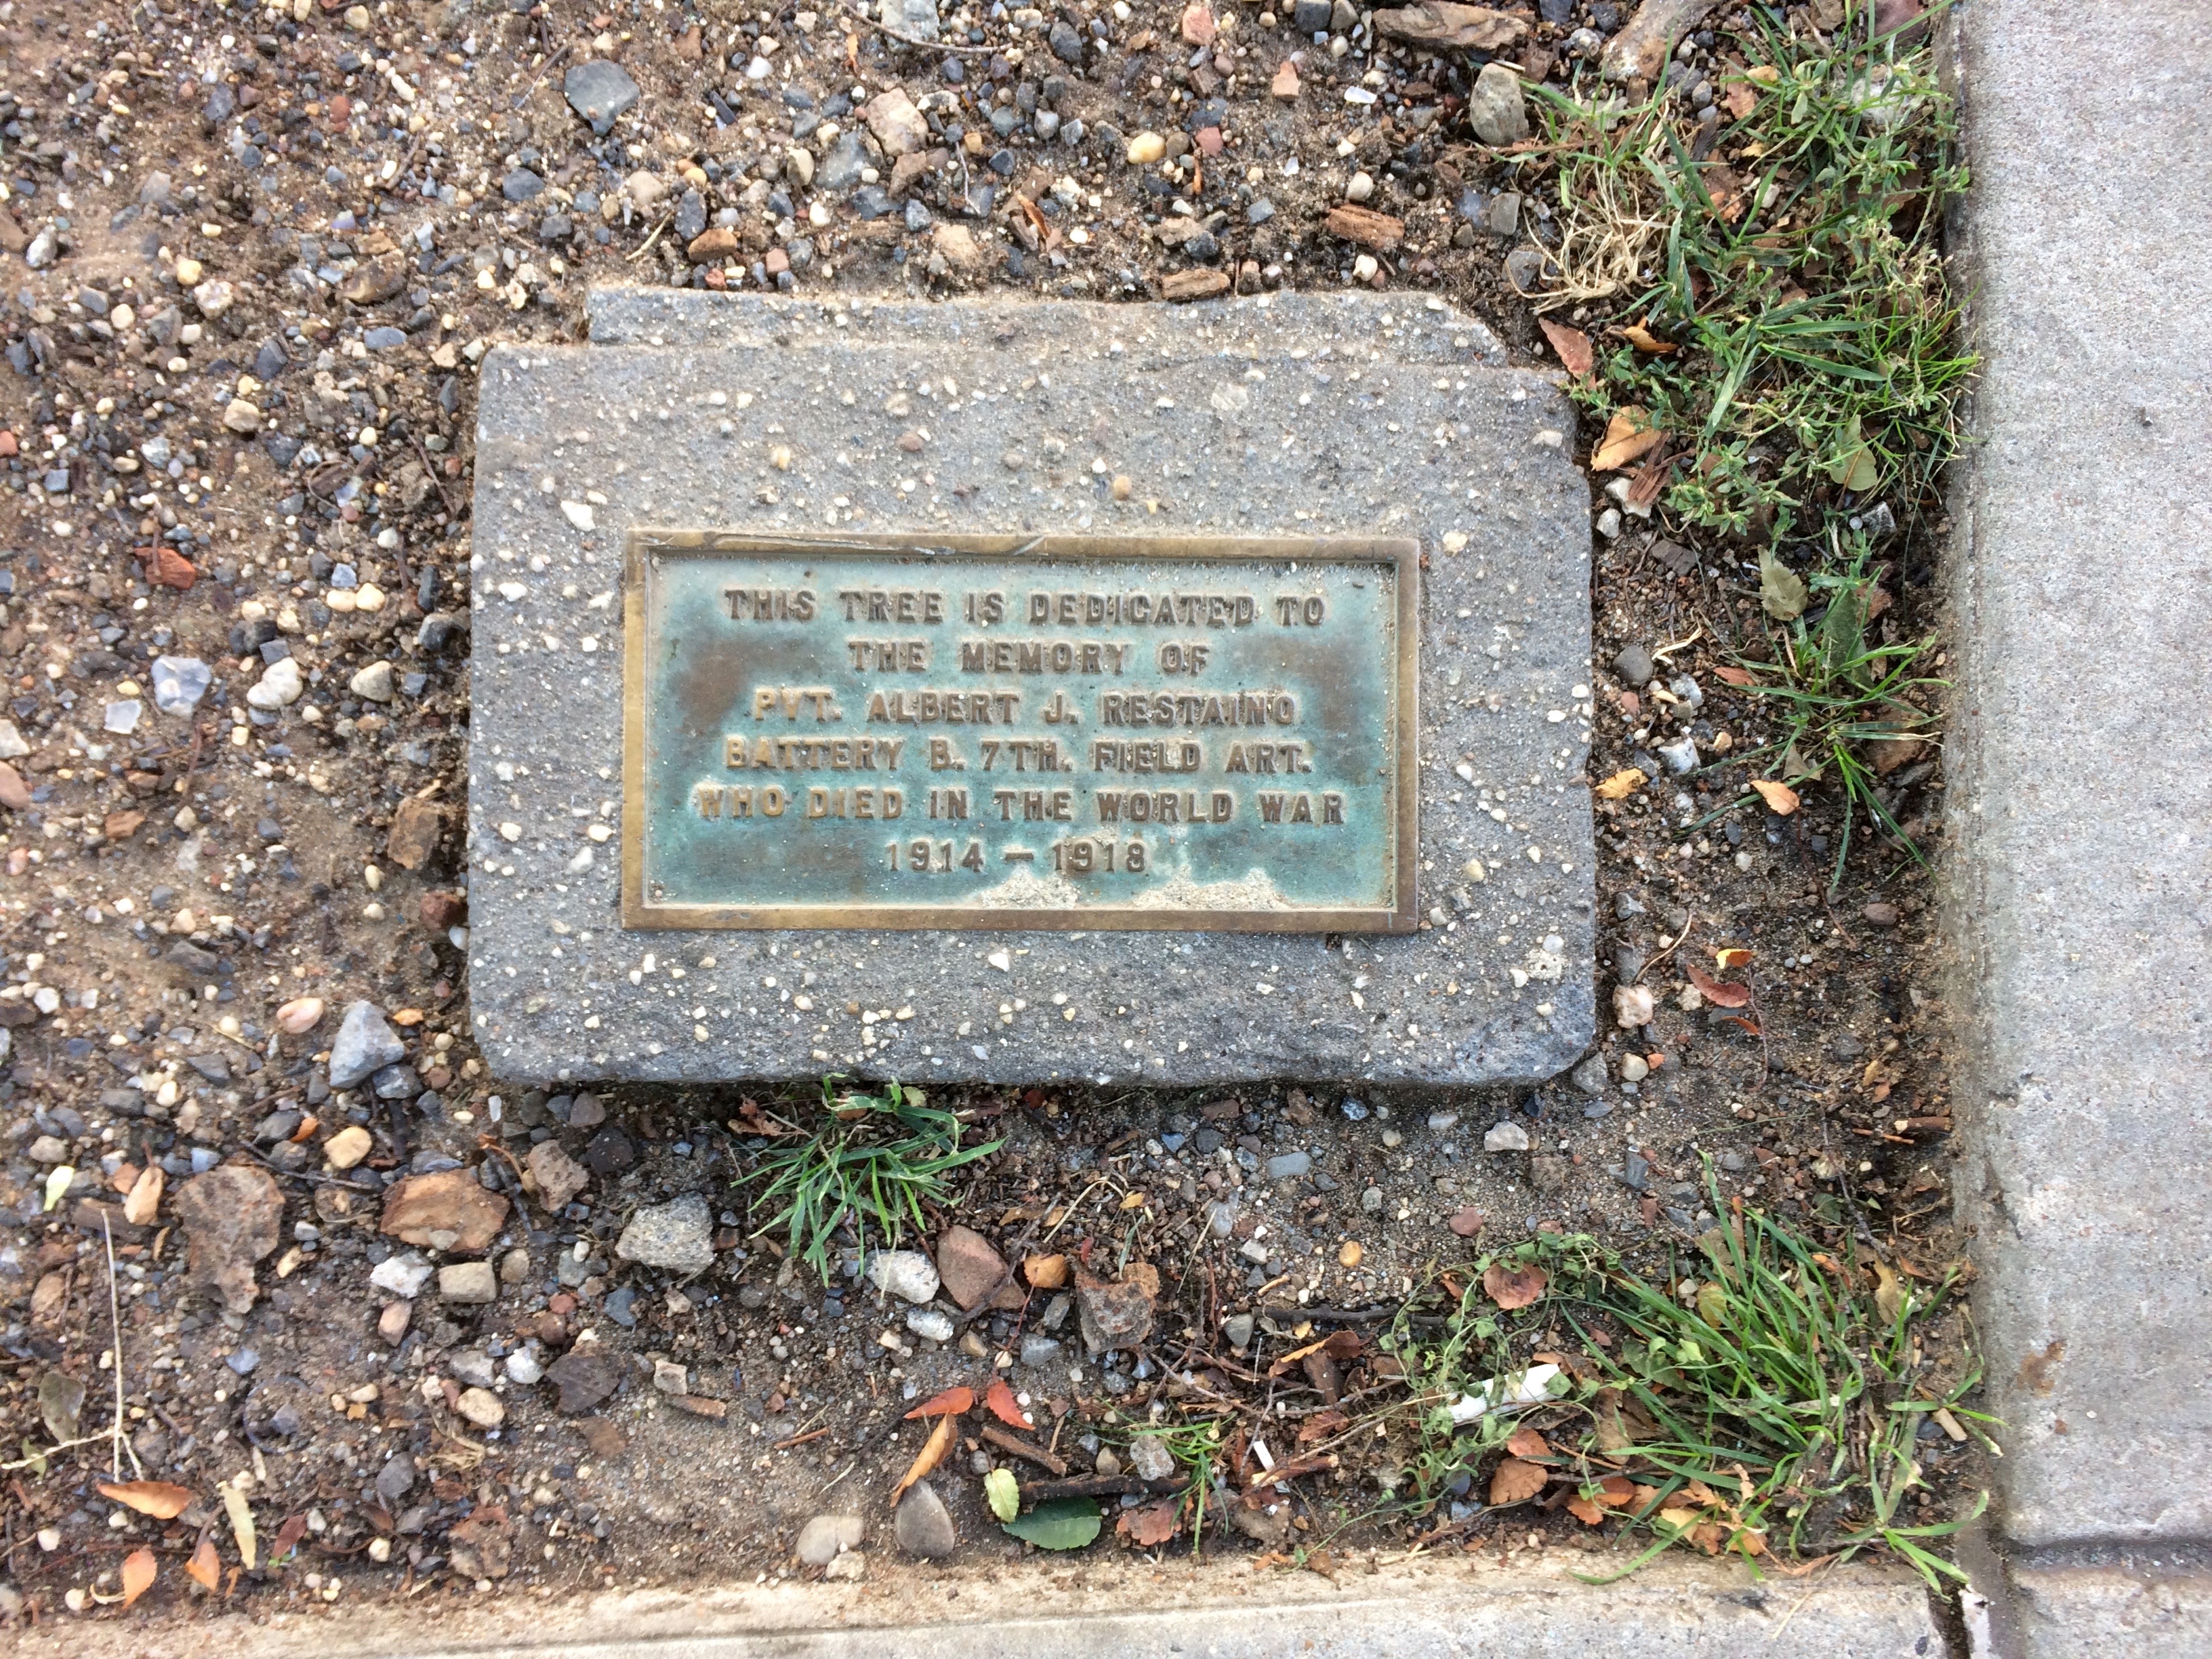 THIS TREE IS DEDICATED TO
THE MEMORY OF
PVT. ALBERT J. RESTAINO
BATTERY B. 7TH. FIELD ART.
WHO DIED IN THE WORLD WAR
1914 — 1918